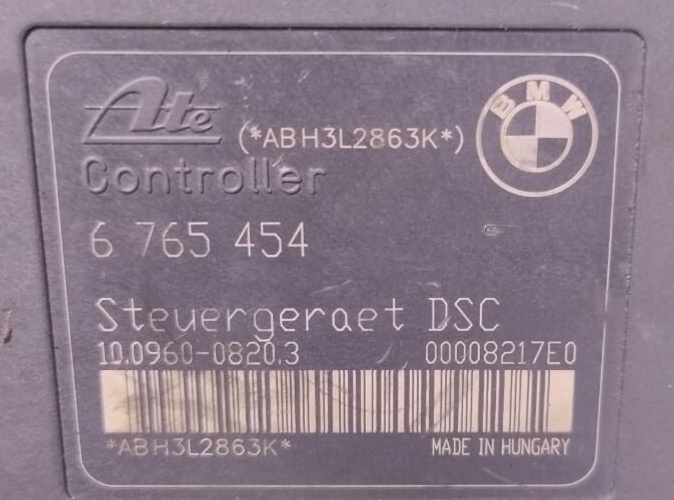 Ate (*ABH3L2863K*) BMW
Controller
6 765 454
Steuergeraet DSC
10.0960-0820.3 00008217E0
*ABH3L2863K* MADE IN HUNGARY